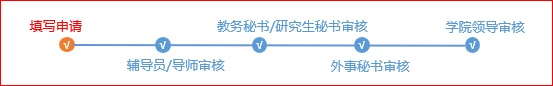 填写申请
辅导员/导师审核
教务秘书/研究生秘书审核
外事秘书审核
学院领导审核